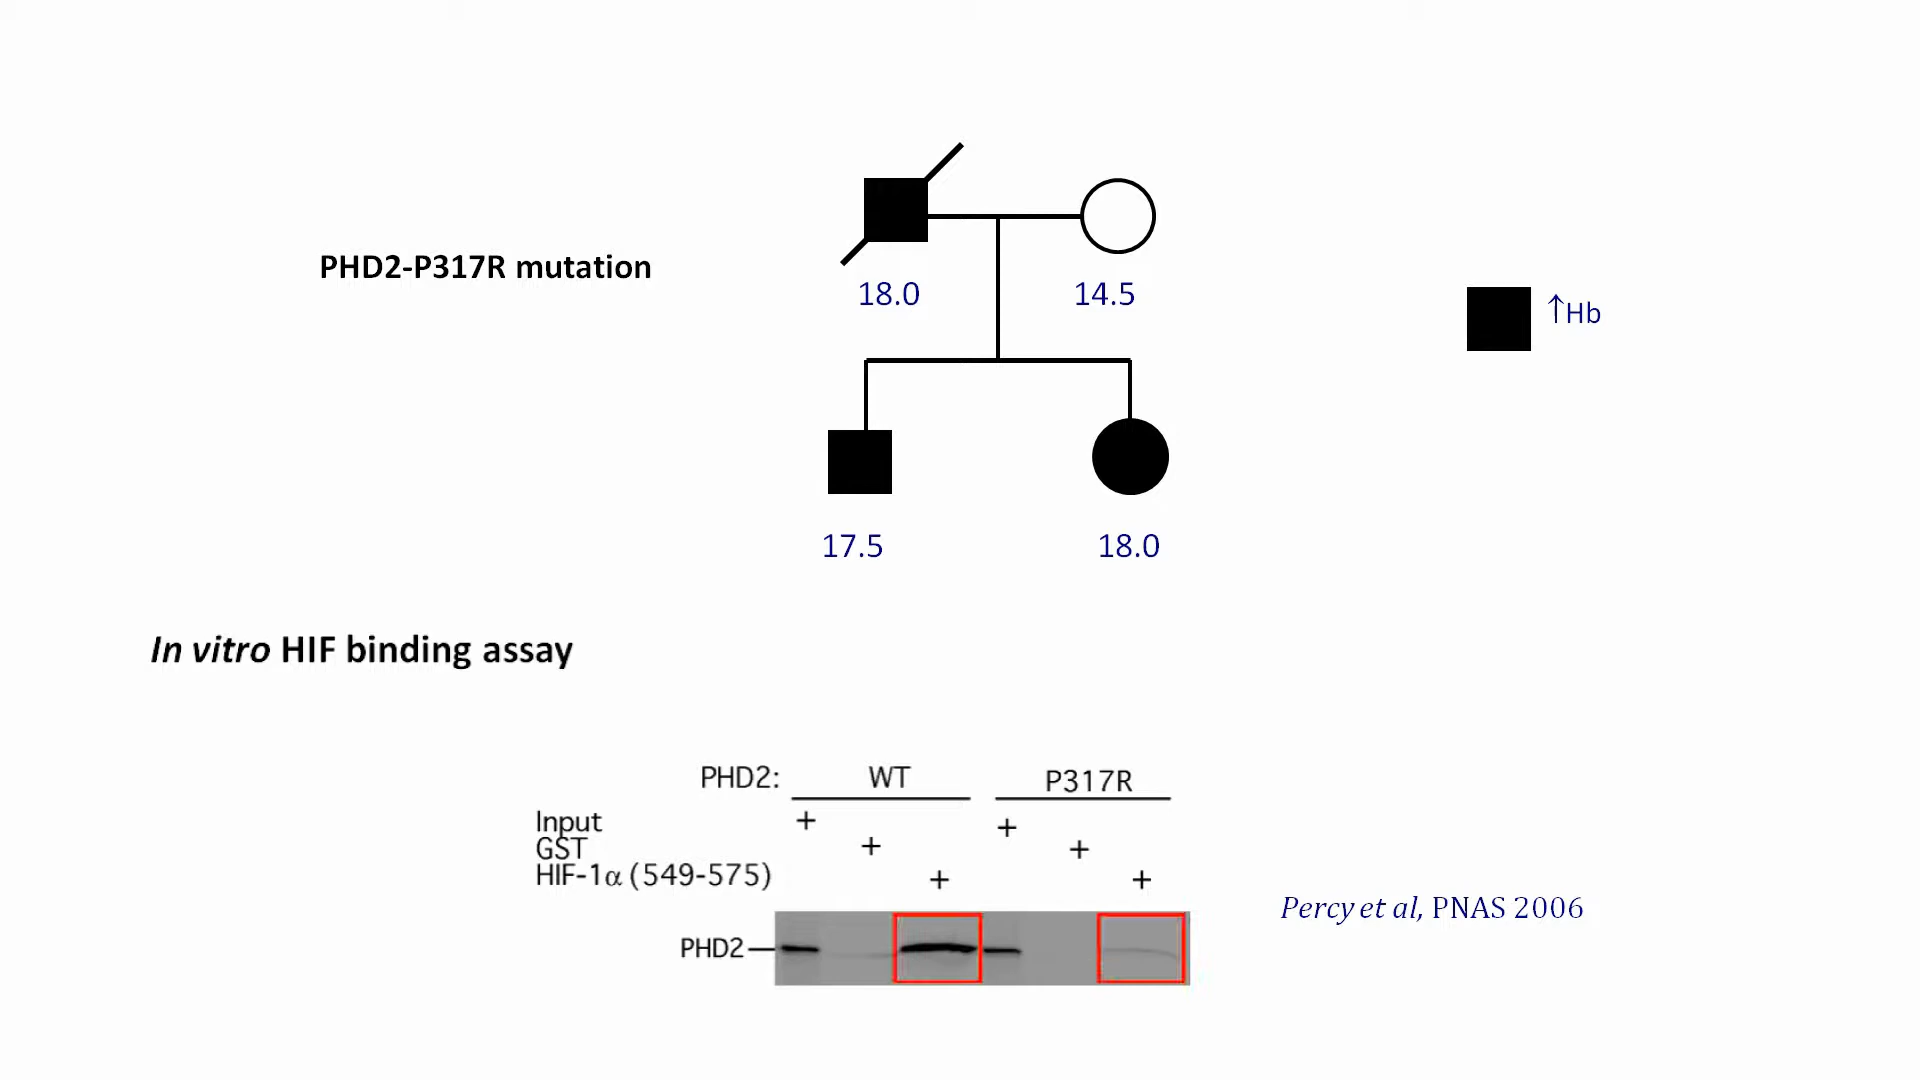 PHD2-P317R mutation
18.0
14.5
↑Hb
17.5
18.0
In vitro HIF binding assay
PHD2: WT P317R
Input + +
GST + +
HIF-1α (549-575) + +
PHD2
Percy et al, PNAS 2006